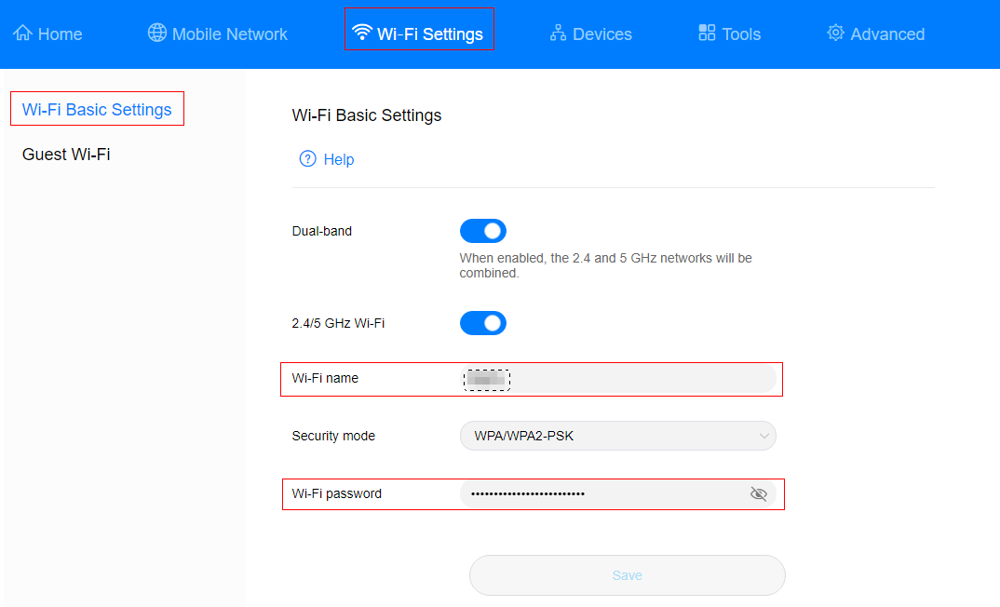 Home Mobile Network Wi-Fi Settings Devices Tools Advanced
Wi-Fi Basic Settings
Guest Wi-Fi
Wi-Fi Basic Settings
? Help
Dual-band
When enabled, the 2.4 and 5 GHz networks will be
combined.
2.4/5 GHz Wi-Fi
Wi-Fi name
Security mode WPA/WPA2-PSK
Wi-Fi password •••••••••••••••••••••••••
Save